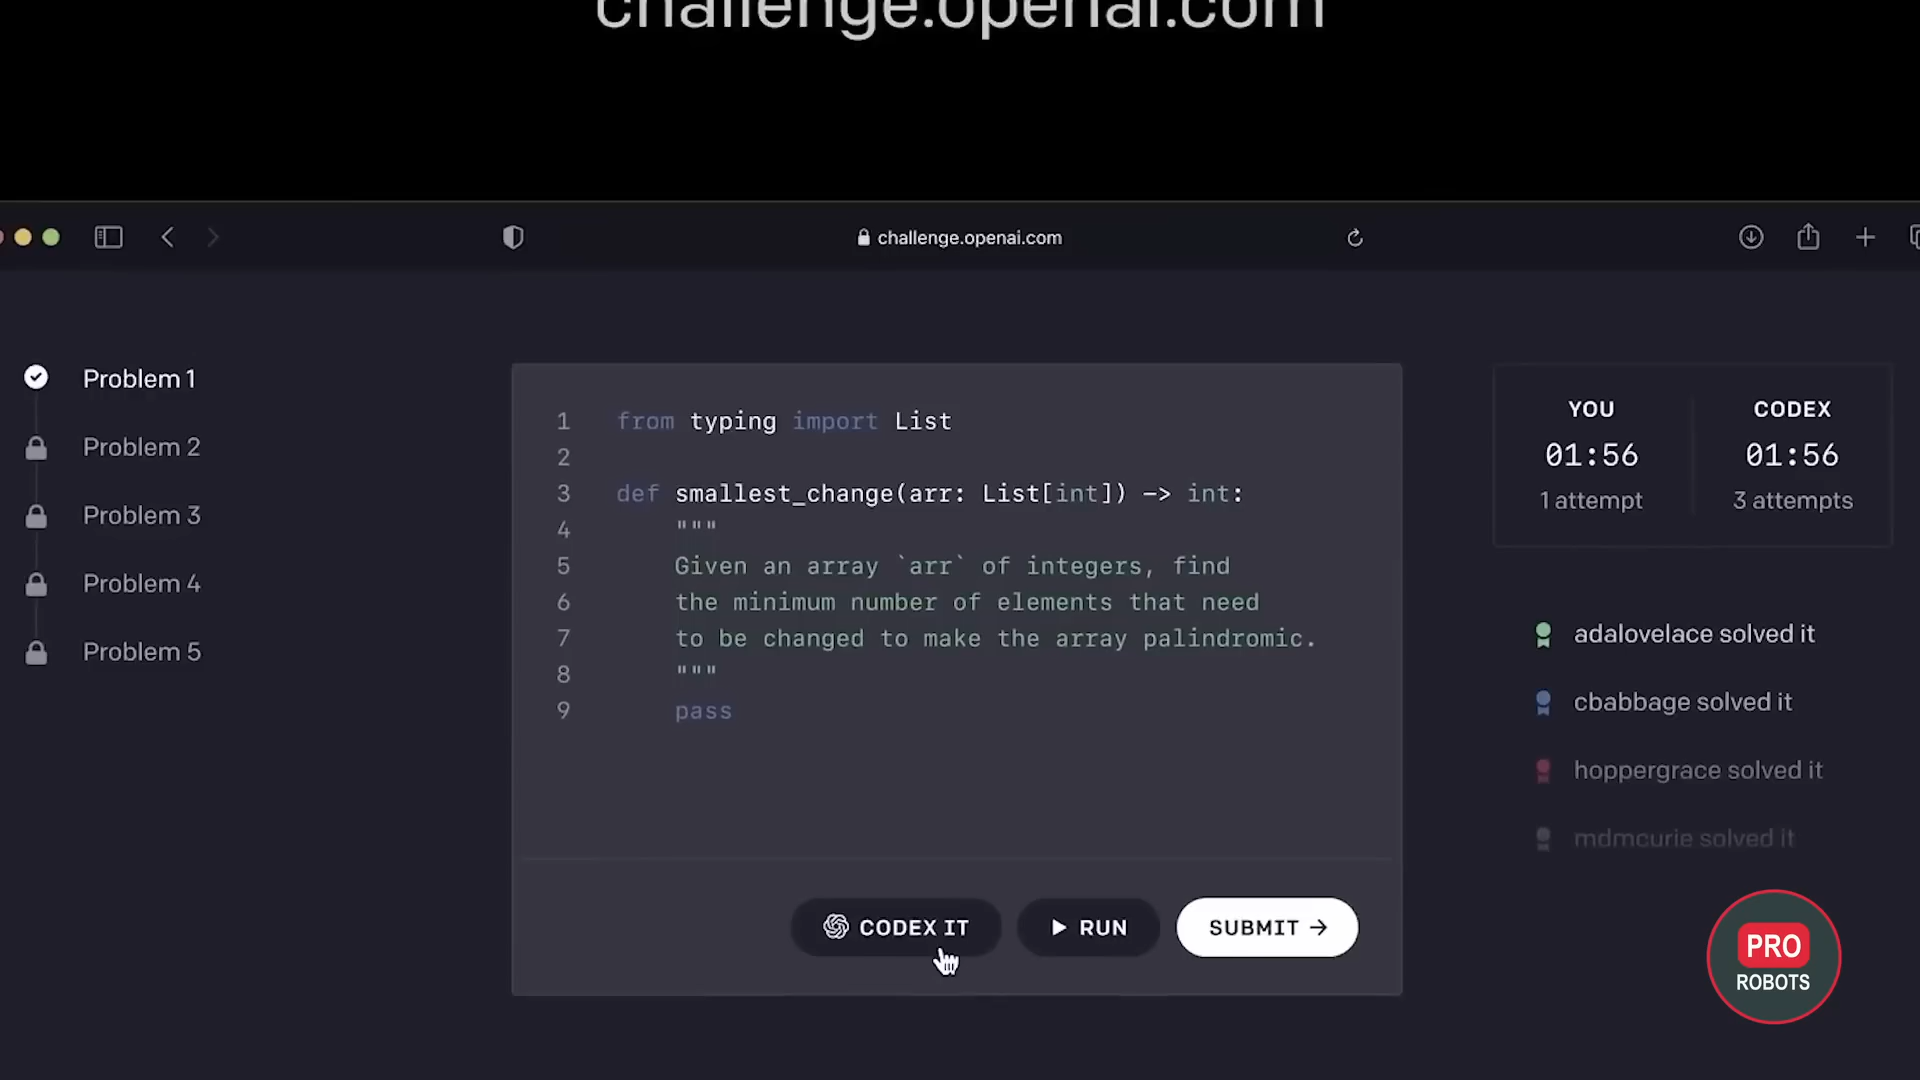 challenge.openai.com
challenge.openai.com
Problem 1
Problem 2
Problem 3
Problem 4
Problem 5
1 from typing import List
2
3 def smallest_change(arr: List[int]) -> int:
4 """
5 Given an array `arr` of integers, find
6 the minimum number of elements that need
7 to be changed to make the array palindromic.
8 """
9 pass
CODEX IT
RUN
SUBMIT →
YOU
01:56
1 attempt
CODEX
01:56
3 attempts
adalovelace solved it
cbabbage solved it
hoppergrace solved it
mdmcurie solved it
PRO
ROBOTS